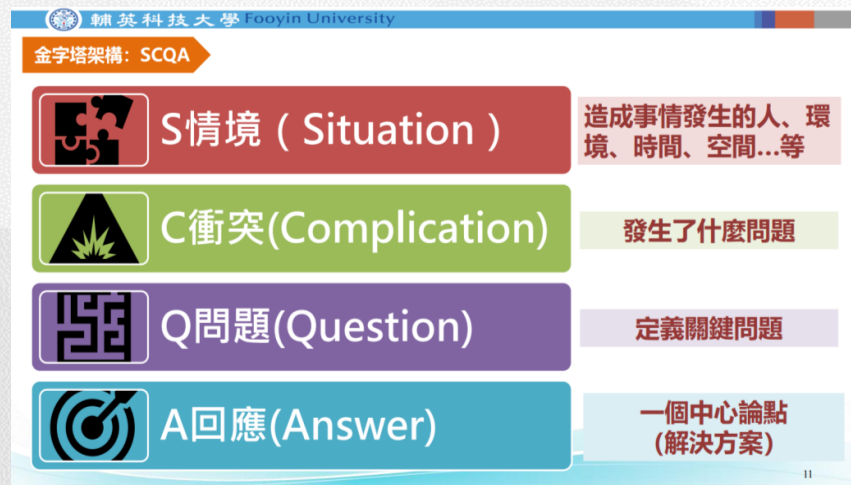 輔英科技大學 Fooyin University
金字塔架構：SCQA
S情境（Situation）
造成事情發生的人、環
境、時間、空間…等
C衝突(Complication)
發生了什麼問題
Q問題(Question)
定義關鍵問題
A回應(Answer)
一個中心論點
(解決方案)
11